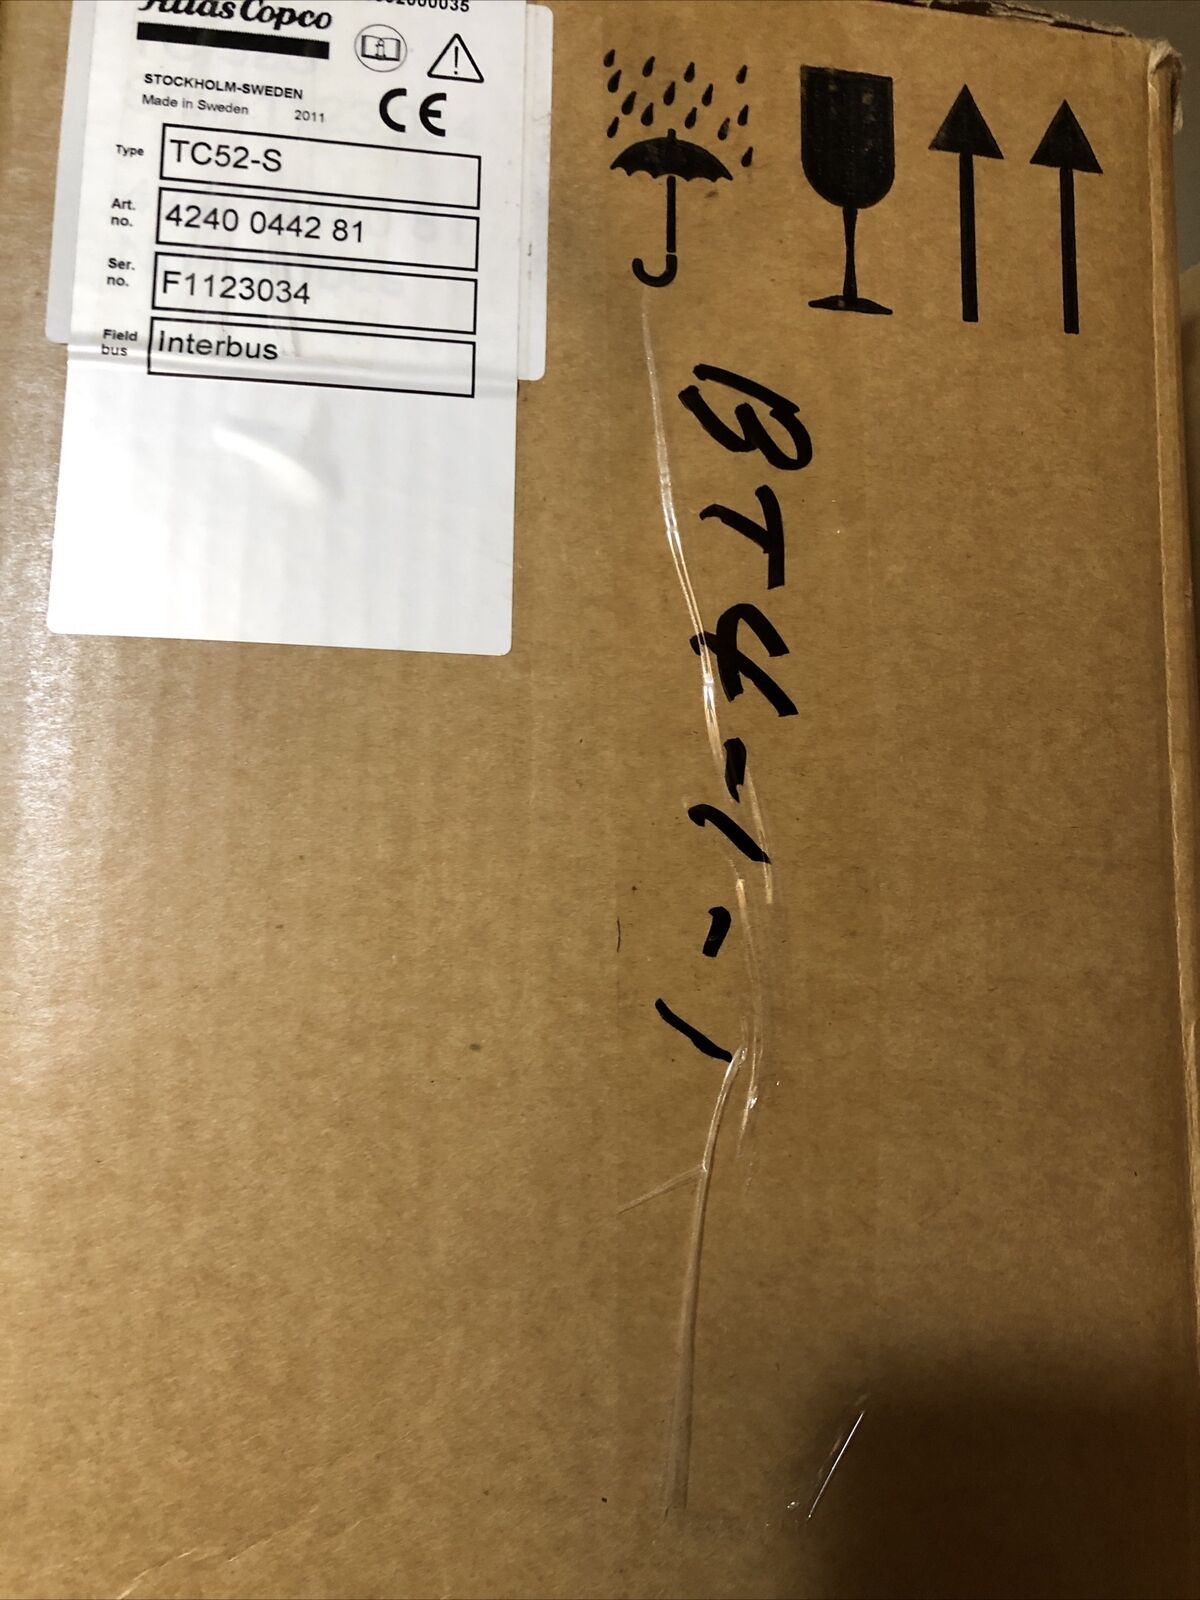 Atlas Copco
STOCKHOLM-SWEDEN
Made in Sweden 2011
CE
Type TC52-S
Art. no. 4240 0442 81
Ser. no. F1123034
Field bus Interbus
BT4-1-1